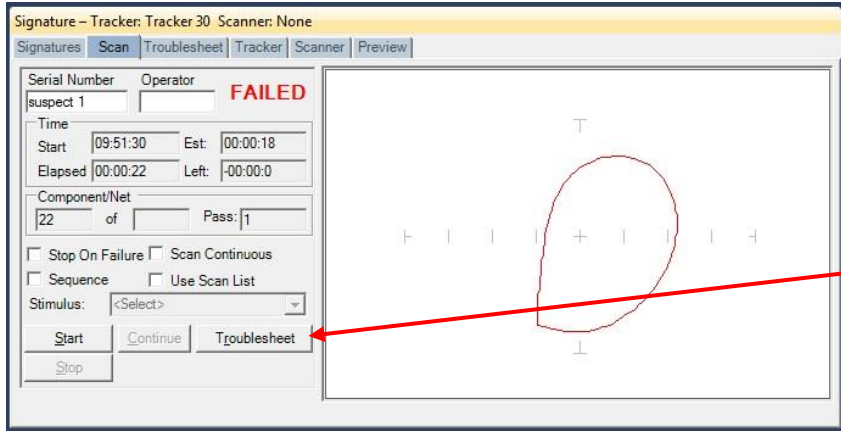 Signature – Tracker: Tracker 30 Scanner: None
Signatures Scan Troublesheet Tracker Scanner Preview
Serial Number Operator
suspect 1 FAILED
Time
Start 09:51:30 Est: 00:00:18
Elapsed 00:00:22 Left: -00:00:0
Component/Net
22 of Pass: 1
Stop On Failure Scan Continuous
Sequence Use Scan List
Stimulus: <Select>
Start Continue Troublesheet
Stop